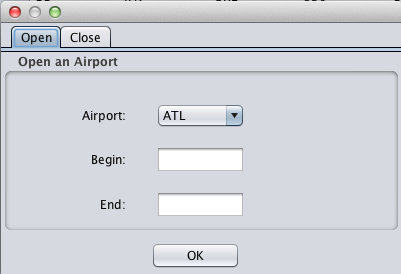 Open Close
Open an Airport
Airport: ATL
Begin:
End:
OK